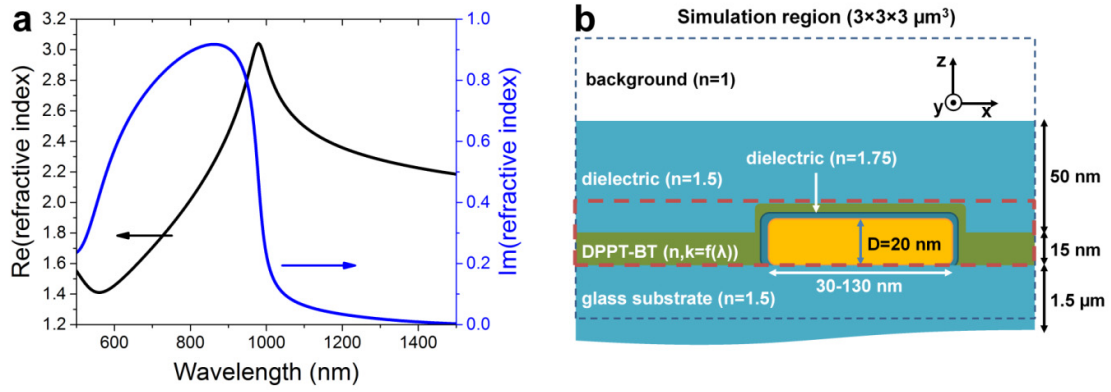 a
Re(refractive index)
3.2
3.0
2.8
2.6
2.4
2.2
2.0
1.8
1.6
1.4
1.2
600
800
1000
1200
1400
Wavelength (nm)
1.0
0.8
0.6
0.4
0.2
0.0
Im(refractive index)
b
Simulation region (3×3×3 µm³)
background (n=1)
z
y
x
dielectric (n=1.75)
dielectric (n=1.5)
50 nm
DPPT-BT (n,k=f(λ))
D=20 nm
15 nm
30-130 nm
glass substrate (n=1.5)
1.5 µm